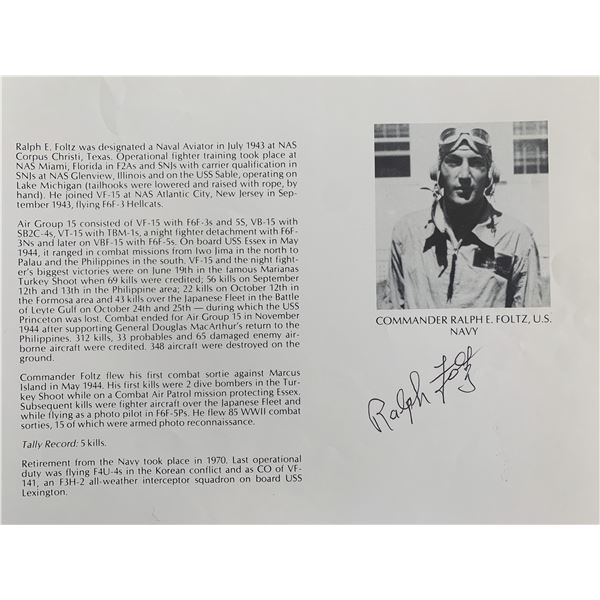 Ralph E. Foltz was designated a Naval Aviator in July 1943 at NAS
Corpus Christi, Texas. Operational fighter training took place at
NAS Miami, Florida in F2As and SNJs with carrier qualification in
SNJs at NAS Glenview, Illinois and on the USS Sable, operating on
Lake Michigan (tailhooks were lowered and raised with rope, by
hand). He joined VF-15 at NAS Atlantic City, New Jersey in Sep-
tember 1943, flying F6F-3 Hellcats.
Air Group 15 consisted of VF-15 with F6F-3s and 5S, VB-15 with
SB2C-4s, VT-15 with TBM-1s, a night fighter detachment with F6F-
3Ns and later on VBF-15 with F6F-5s. On board USS Essex in May
1944, it ranged in combat missions from Iwo Jima in the north to
Palau and the Philippines in the south. VF-15 and the night fight-
er's biggest victories were on June 19th in the famous Marianas
Turkey Shoot when 69 kills were credited; 56 kills on September
12th and 13th in the Philippine area; 22 kills on October 12th in
the Formosa area and 43 kills over the Japanese Fleet in the Battle
of Leyte Gulf on October 24th and 25th — during which the USS
Princeton was lost. Combat ended for Air Group 15 in November
1944 after supporting General Douglas MacArthur's return to the
Philippines. 312 kills, 33 probables and 65 damaged enemy air-
borne aircraft were credited. 348 aircraft were destroyed on the
ground.
Commander Foltz flew his first combat sortie against Marcus
Island in May 1944. His first kills were 2 dive bombers in the Tur-
key Shoot while on a Combat Air Patrol mission protecting Essex.
Subsequent kills were fighter aircraft over the Japanese Fleet and
while flying as a photo pilot in F6F-5Ps. He flew 85 WWII combat
sorties, 15 of which were armed photo reconnaissance.
Tally Record: 5 kills.
Retirement from the Navy took place in 1970. Last operational
duty was flying F4U-4s in the Korean conflict and as CO of VF-
141, an F3H-2 all-weather interceptor squadron on board USS
Lexington.
COMMANDER RALPH E. FOLTZ, U.S.
NAVY
Ralph Foltz